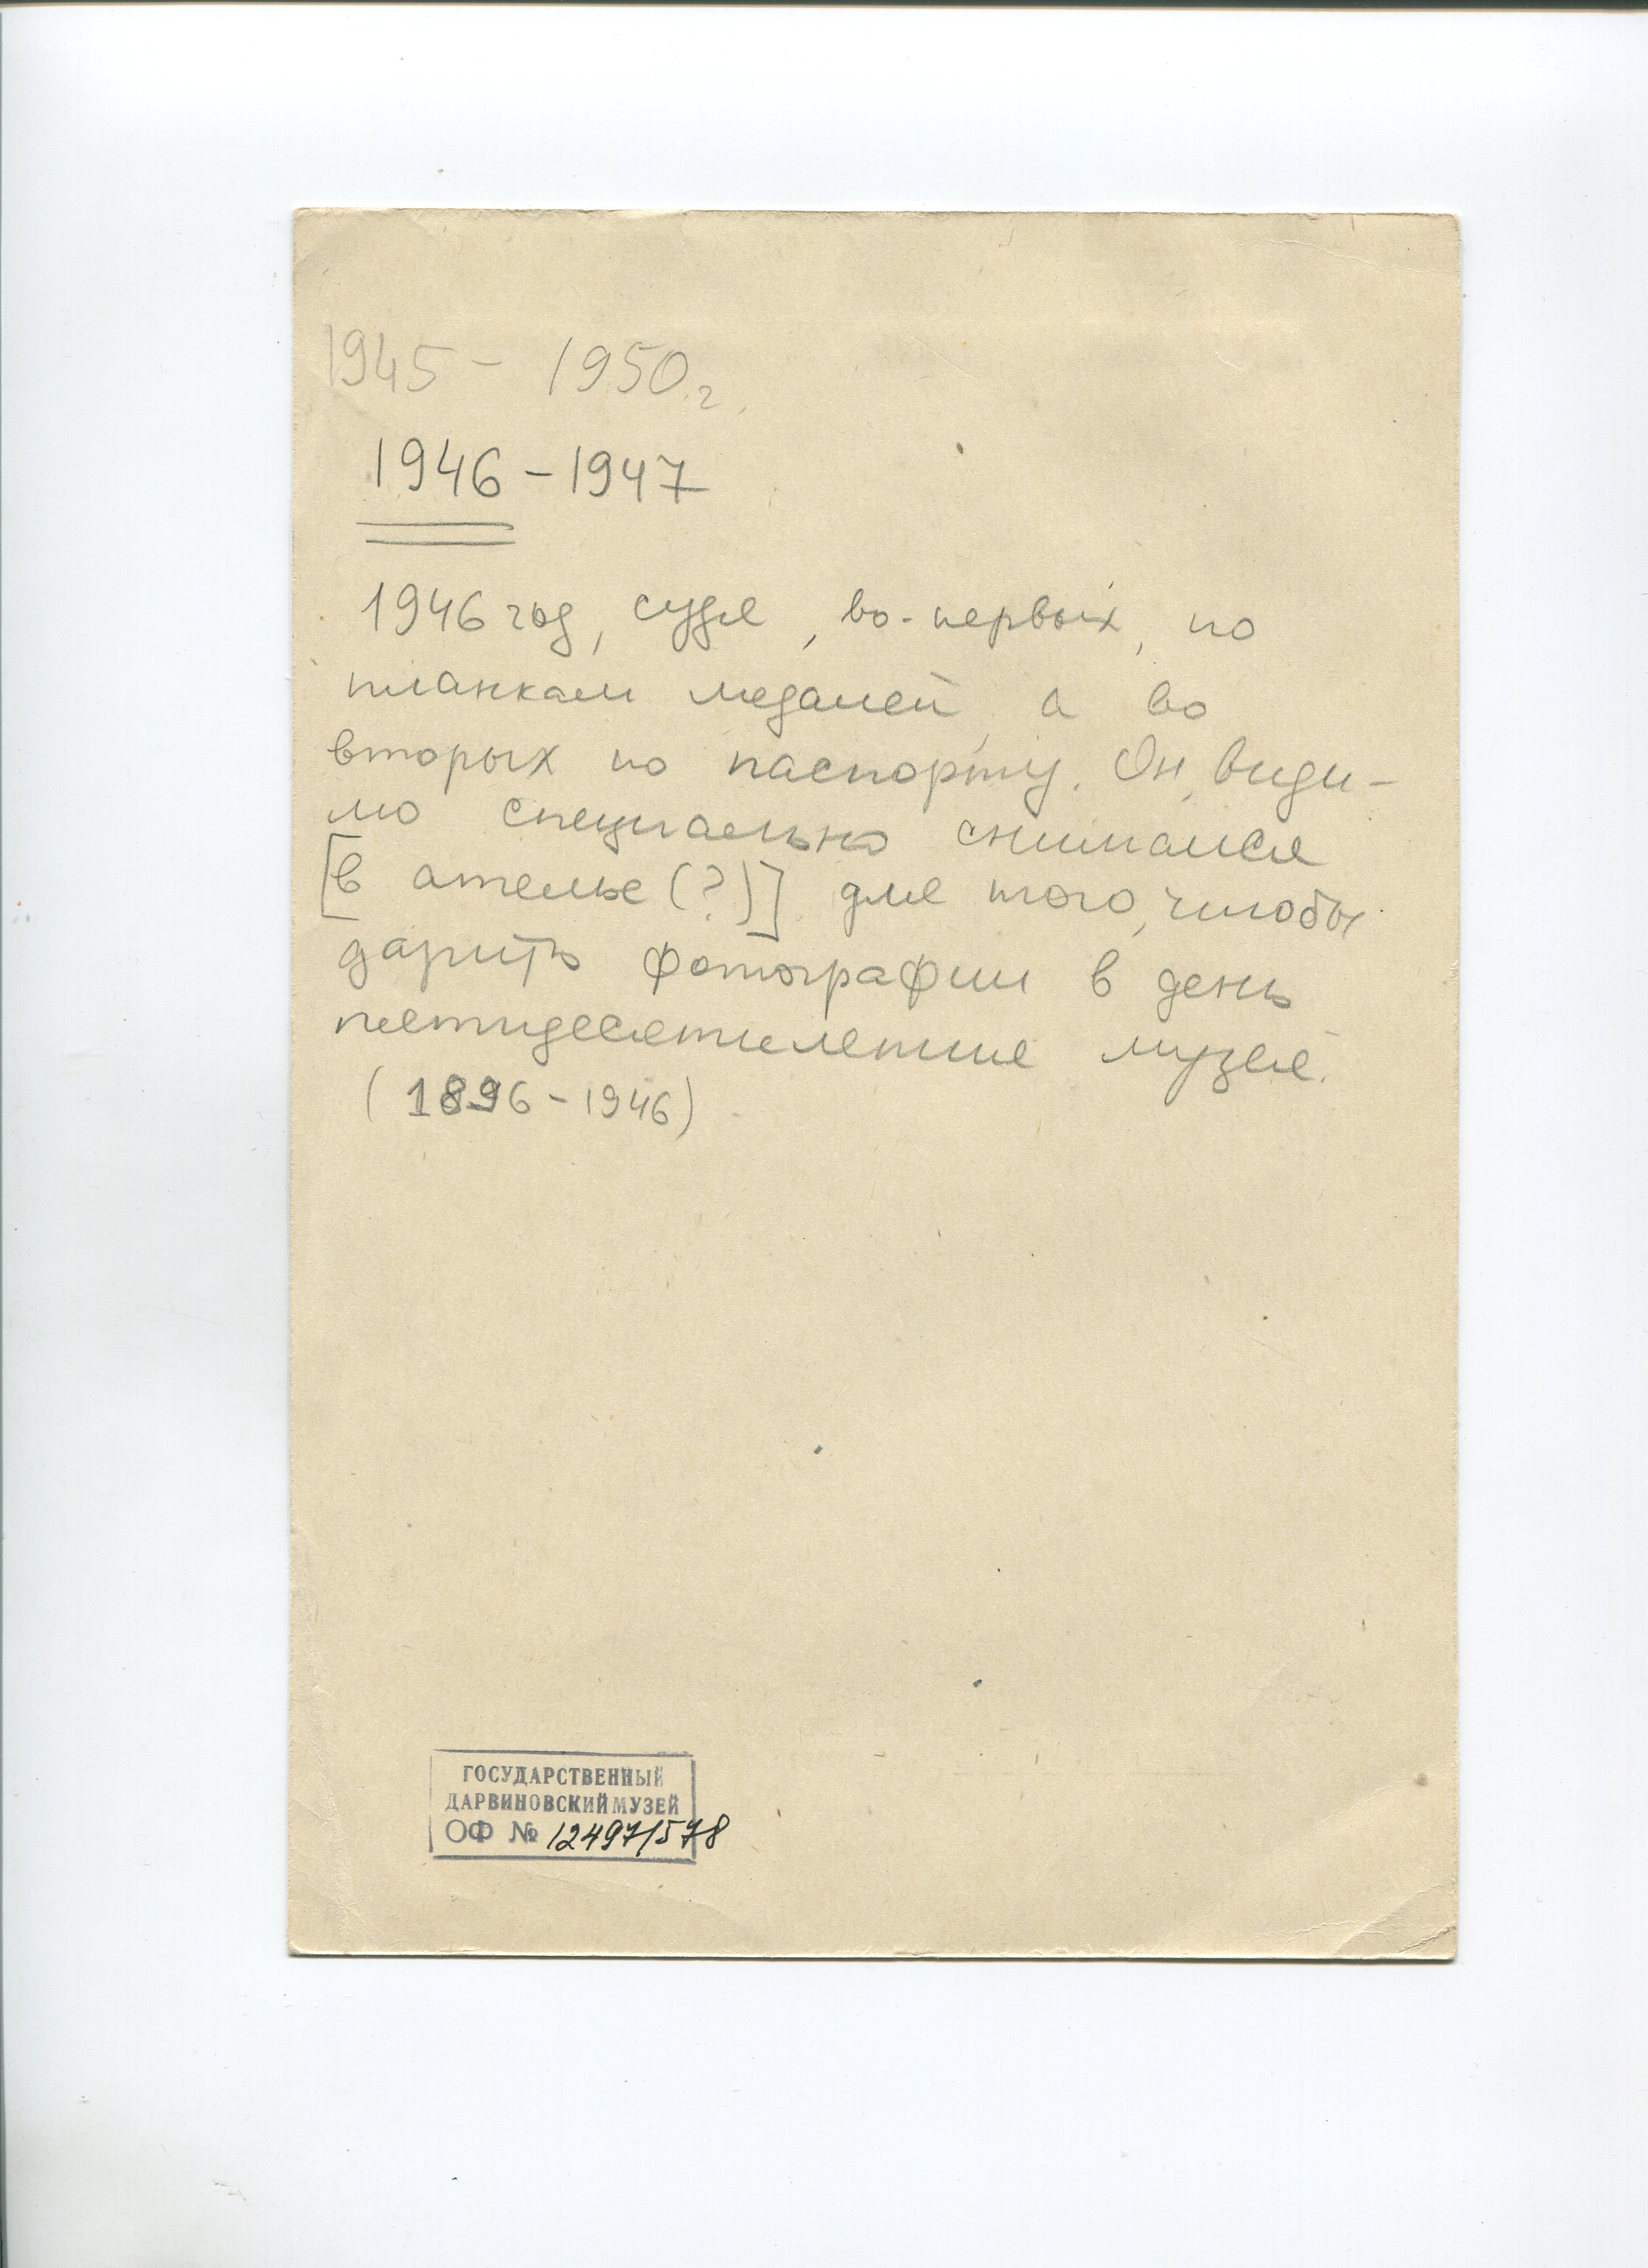 1945 - 1950г.
1946 - 1947
1946 год, судя, во-первых, по
планкам медалей, а во
вторых по паспорту. Он, види-
мо специально снимался
[в ателье (?)] для того, чтобы
дарить фотографии в день
пятидесятилетия музея.
(1896 - 1946)
ГОСУДАРСТВЕННЫЙ
ДАРВИНОВСКИЙ МУЗЕЙ
ОФ № 12497/578